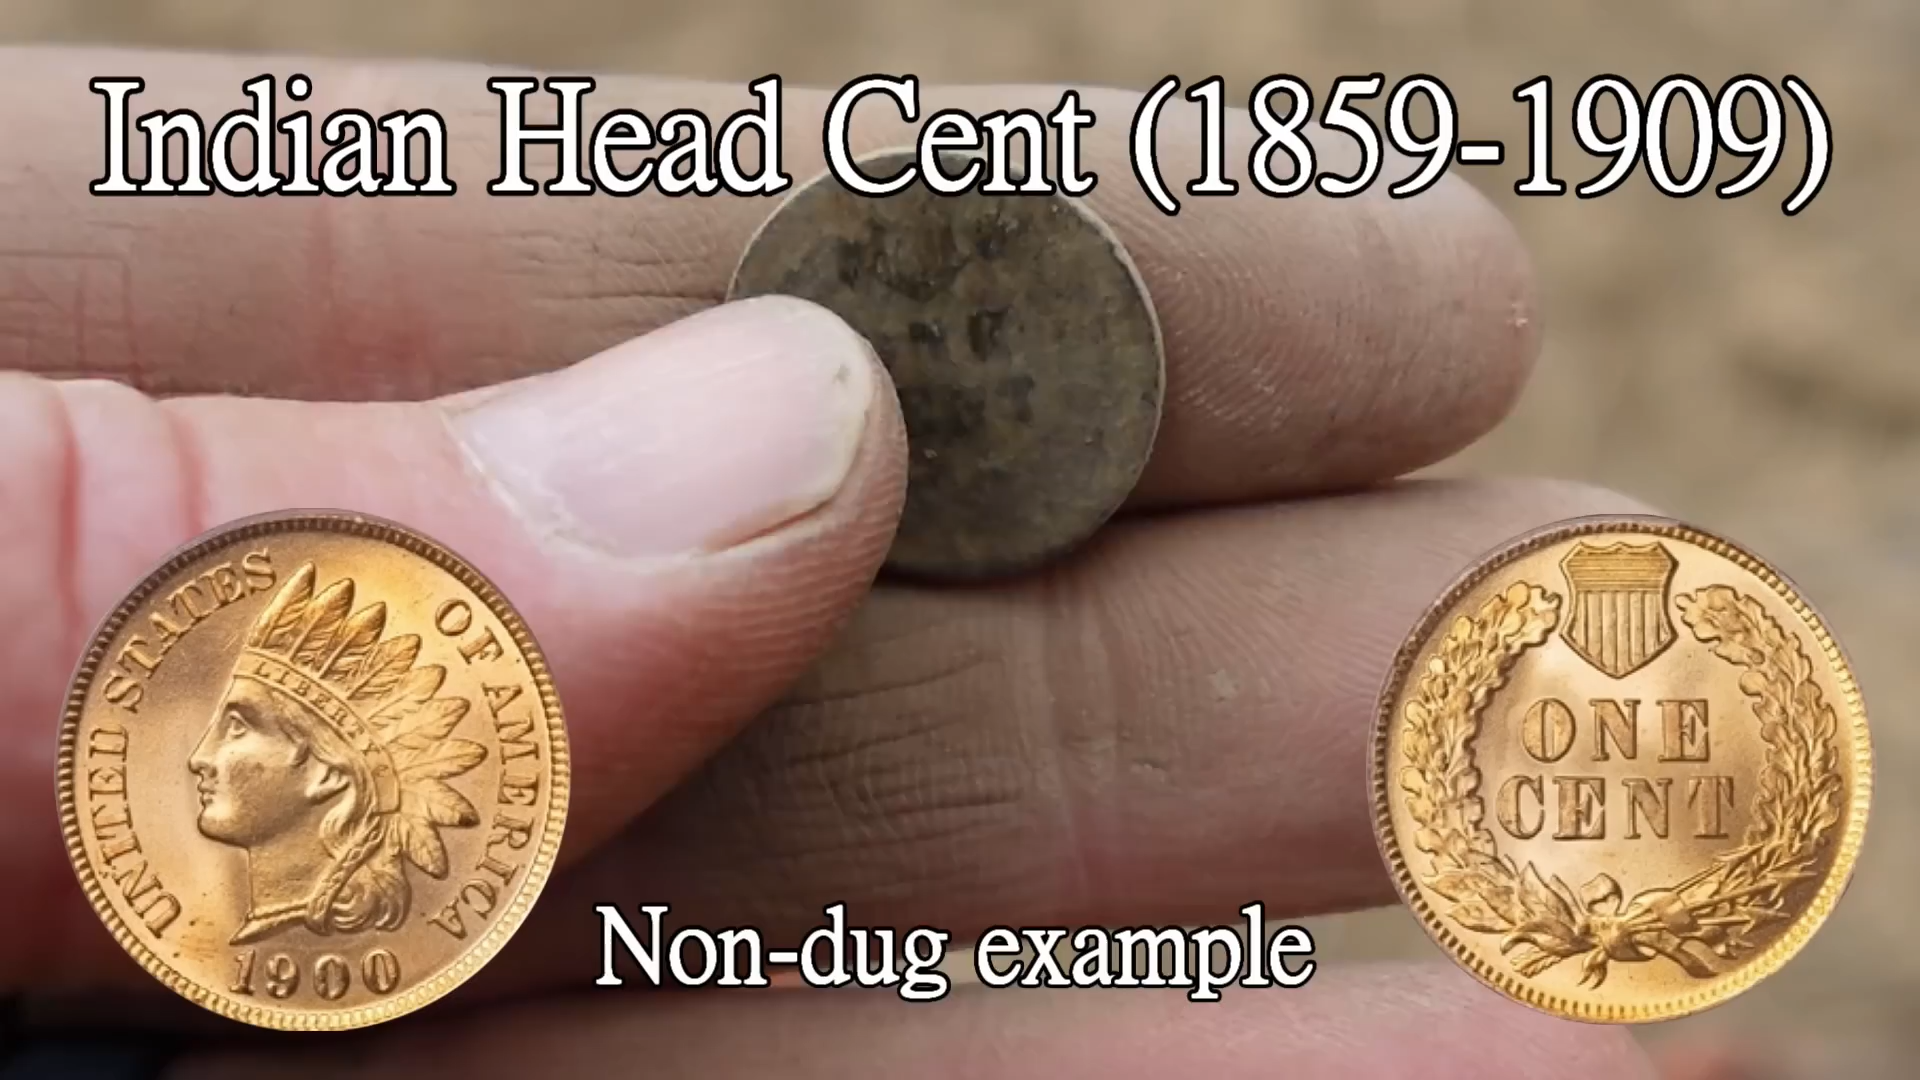 Indian Head Cent (1859-1909)
UNITED STATES OF AMERICA
LIBERTY
1900
ONE
CENT
Non-dug example